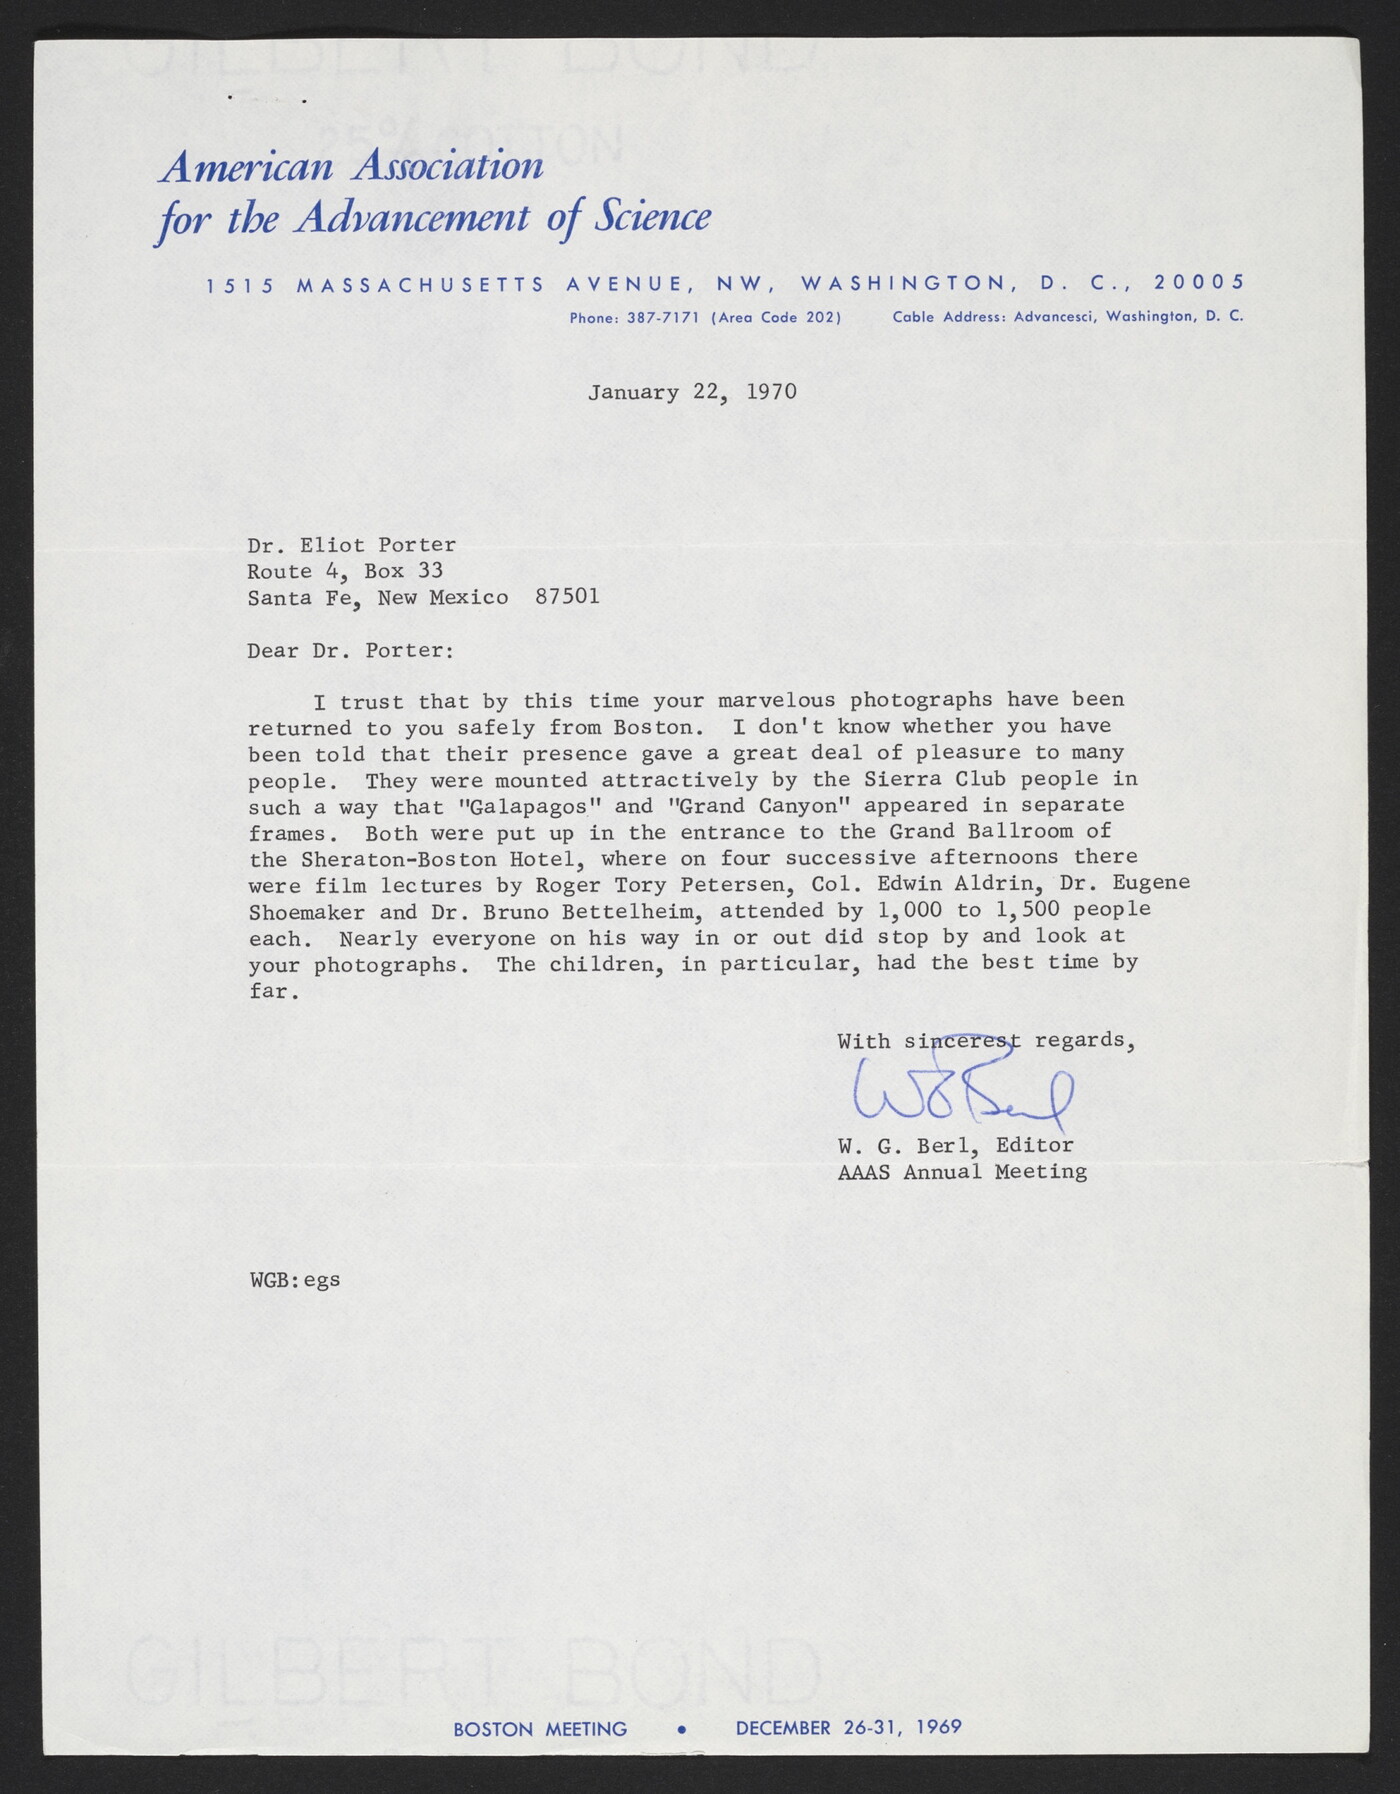 GILBERT BOND
25% COTTON
American Association
for the Advancement of Science
1515 MASSACHUSETTS AVENUE, NW, WASHINGTON, D. C., 20005
Phone: 387-7171 (Area Code 202) Cable Address: Advancesci, Washington, D. C.
January 22, 1970
Dr. Eliot Porter
Route 4, Box 33
Santa Fe, New Mexico 87501
Dear Dr. Porter:
I trust that by this time your marvelous photographs have been
returned to you safely from Boston. I don't know whether you have
been told that their presence gave a great deal of pleasure to many
people. They were mounted attractively by the Sierra Club people in
such a way that "Galapagos" and "Grand Canyon" appeared in separate
frames. Both were put up in the entrance to the Grand Ballroom of
the Sheraton-Boston Hotel, where on four successive afternoons there
were film lectures by Roger Tory Petersen, Col. Edwin Aldrin, Dr. Eugene
Shoemaker and Dr. Bruno Bettelheim, attended by 1,000 to 1,500 people
each. Nearly everyone on his way in or out did stop by and look at
your photographs. The children, in particular, had the best time by
far.
With sincerest regards,
WG Berl
W. G. Berl, Editor
AAAS Annual Meeting
WGB:egs
GILBERT BOND
BOSTON MEETING • DECEMBER 26-31, 1969